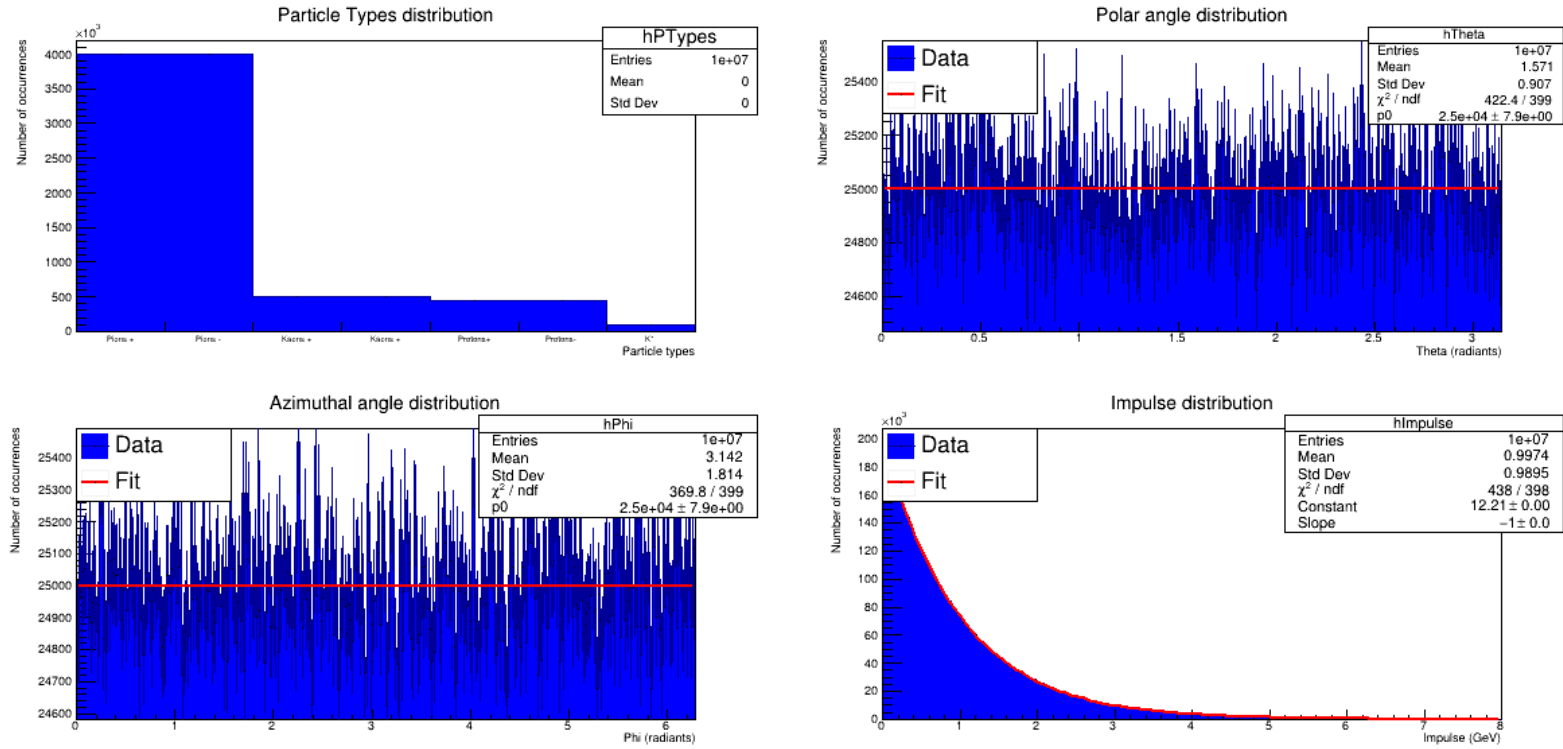 Particle Types distribution
×10³
Number of occurrences
4000
3500
3000
2500
2000
1500
1000
500
0
Pions + Pions - Kaons + Kaons + Protons+ Protons- K*
Particle types
hPTypes
Entries 1e+07
Mean 0
Std Dev 0
Polar angle distribution
Number of occurrences
25400
25200
25000
24800
24600
0 0.5 1 1.5 2 2.5 3
Theta (radiants)
Data
Fit
hTheta
Entries 1e+07
Mean 1.571
Std Dev 0.907
χ² / ndf 422.4 / 399
p0 2.5e+04 ± 7.9e+00
Azimuthal angle distribution
Number of occurrences
25400
25300
25200
25100
25000
24900
24800
24700
24600
0 1 2 3 4 5 6
Phi (radiants)
Data
Fit
hPhi
Entries 1e+07
Mean 3.142
Std Dev 1.814
χ² / ndf 369.8 / 399
p0 2.5e+04 ± 7.9e+00
Impulse distribution
×10³
Number of occurrences
200
180
160
140
120
100
80
60
40
20
0
0 1 2 3 4 5 6 7 8
Impulse (GeV)
Data
Fit
hImpulse
Entries 1e+07
Mean 0.9974
Std Dev 0.9895
χ² / ndf 438 / 398
Constant 12.21 ± 0.00
Slope −1 ± 0.0